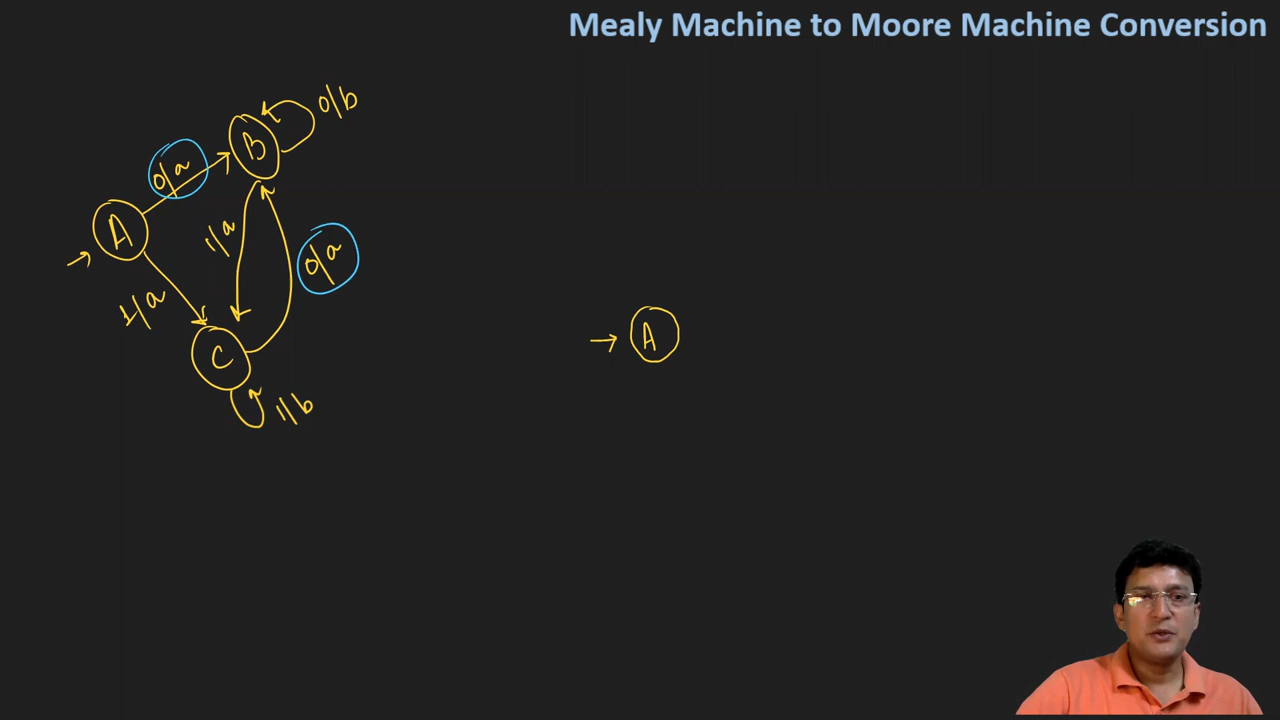 Mealy Machine to Moore Machine Conversion
0/b
B
0/a
A
1/a
0/a
1/a
C
A
1/b